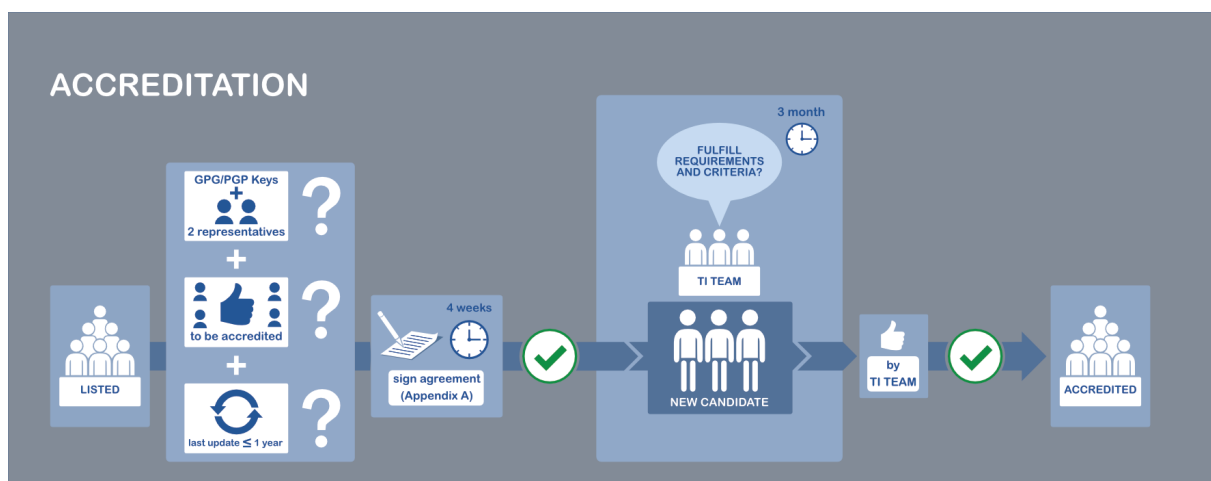 ACCREDITATION
LISTED
GPG/PGP Keys
+
2 representatives
?
+
to be accredited
?
+
last update ≤ 1 year
?
4 weeks
sign agreement
(Appendix A)
3 month
FULFILL
REQUIREMENTS
AND CRITERIA?
TI TEAM
NEW CANDIDATE
by
TI TEAM
ACCREDITED